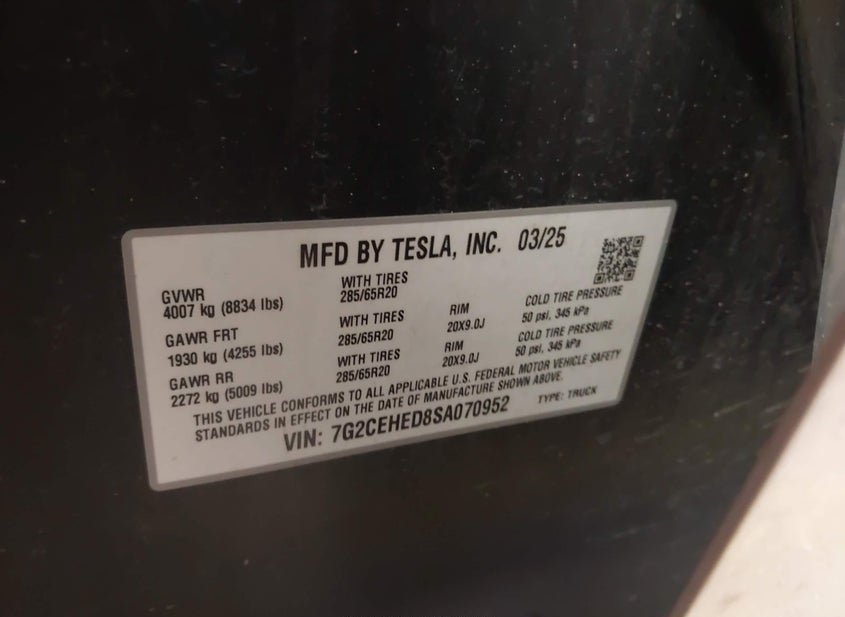 MFD BY TESLA, INC. 03/25
GVWR
4007 kg (8834 lbs)
WITH TIRES
285/65R20
GAWR FRT
1930 kg (4255 lbs)
WITH TIRES
285/65R20
RIM
20X9.0J
COLD TIRE PRESSURE
50 psi, 345 kPa
GAWR RR
2272 kg (5009 lbs)
WITH TIRES
285/65R20
RIM
20X9.0J
COLD TIRE PRESSURE
50 psi, 345 kPa
THIS VEHICLE CONFORMS TO ALL APPLICABLE U.S. FEDERAL MOTOR VEHICLE SAFETY
STANDARDS IN EFFECT ON THE DATE OF MANUFACTURE SHOWN ABOVE.
VIN: 7G2CEHED8SA070952
TYPE: TRUCK